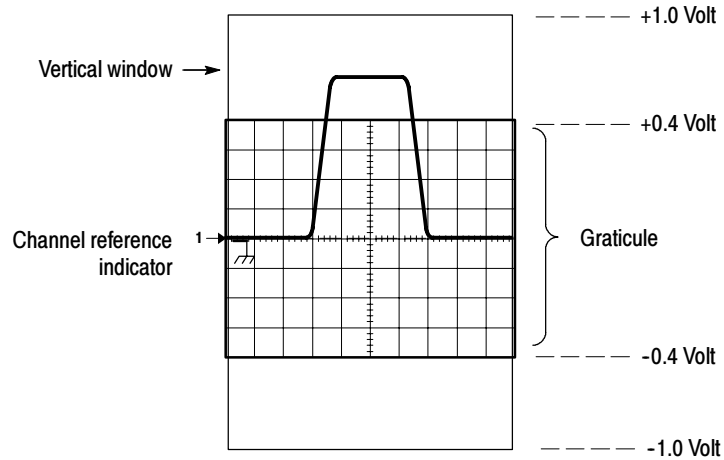 +1.0 Volt
Vertical window
+0.4 Volt
Channel reference
indicator
1
Graticule
-0.4 Volt
-1.0 Volt